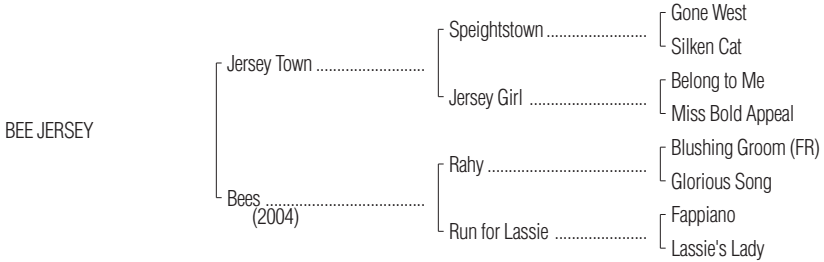 Gone West
Speightstown
Silken Cat
Jersey Town
Belong to Me
Jersey Girl
Miss Bold Appeal
BEE JERSEY
Blushing Groom (FR)
Rahy
Glorious Song
Bees
(2004)
Fappiano
Run for Lassie
Lassie's Lady